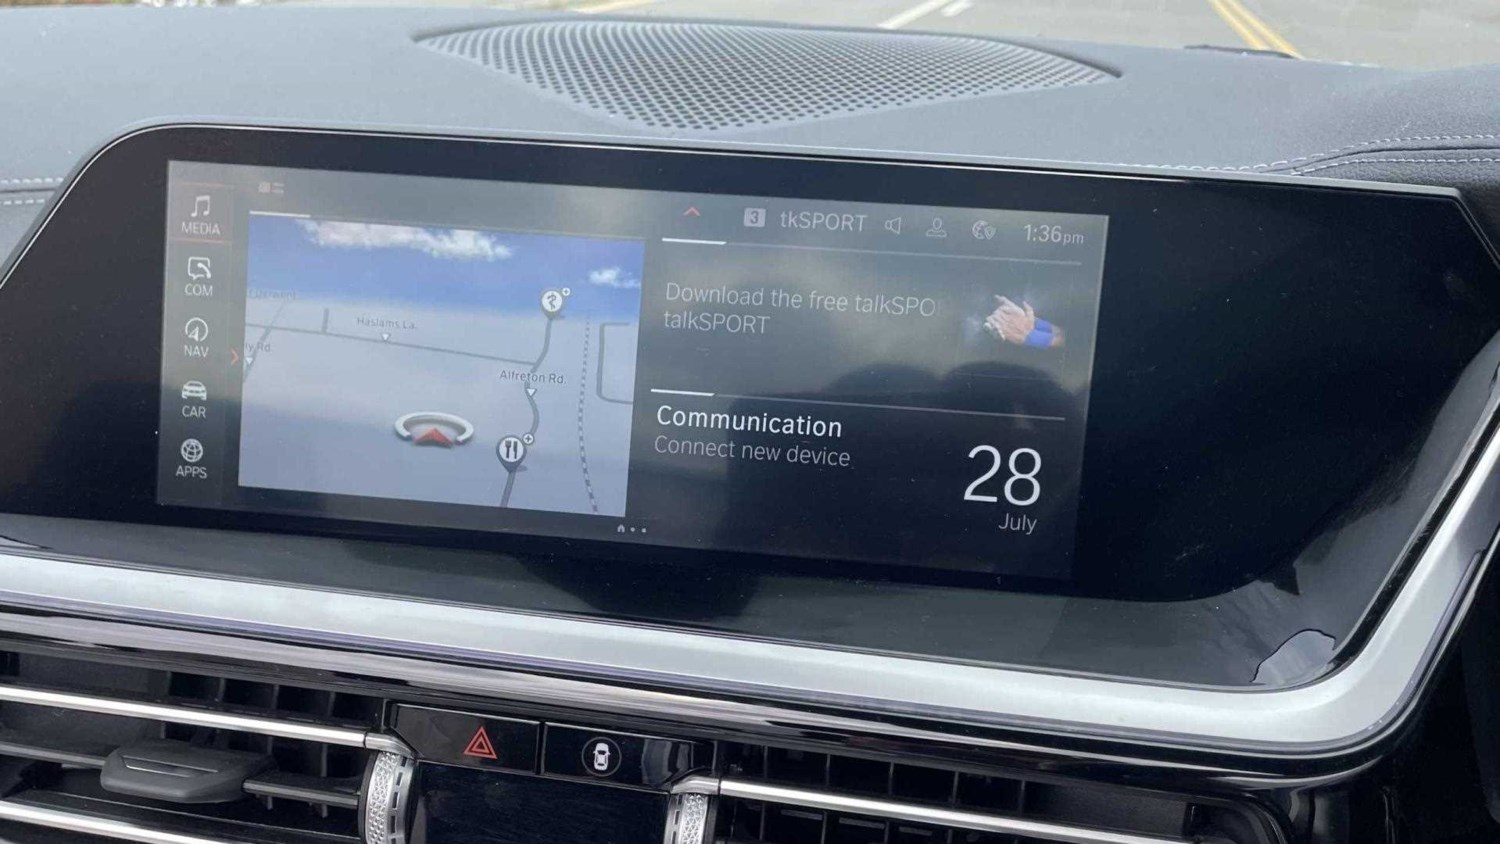 MEDIA
COM
NAV
CAR
APPS
Haslams La.
y Rd.
Alfreton Rd.
3 tkSPORT 1:36pm
Download the free talkSPO
talkSPORT
Communication
Connect new device
28
July